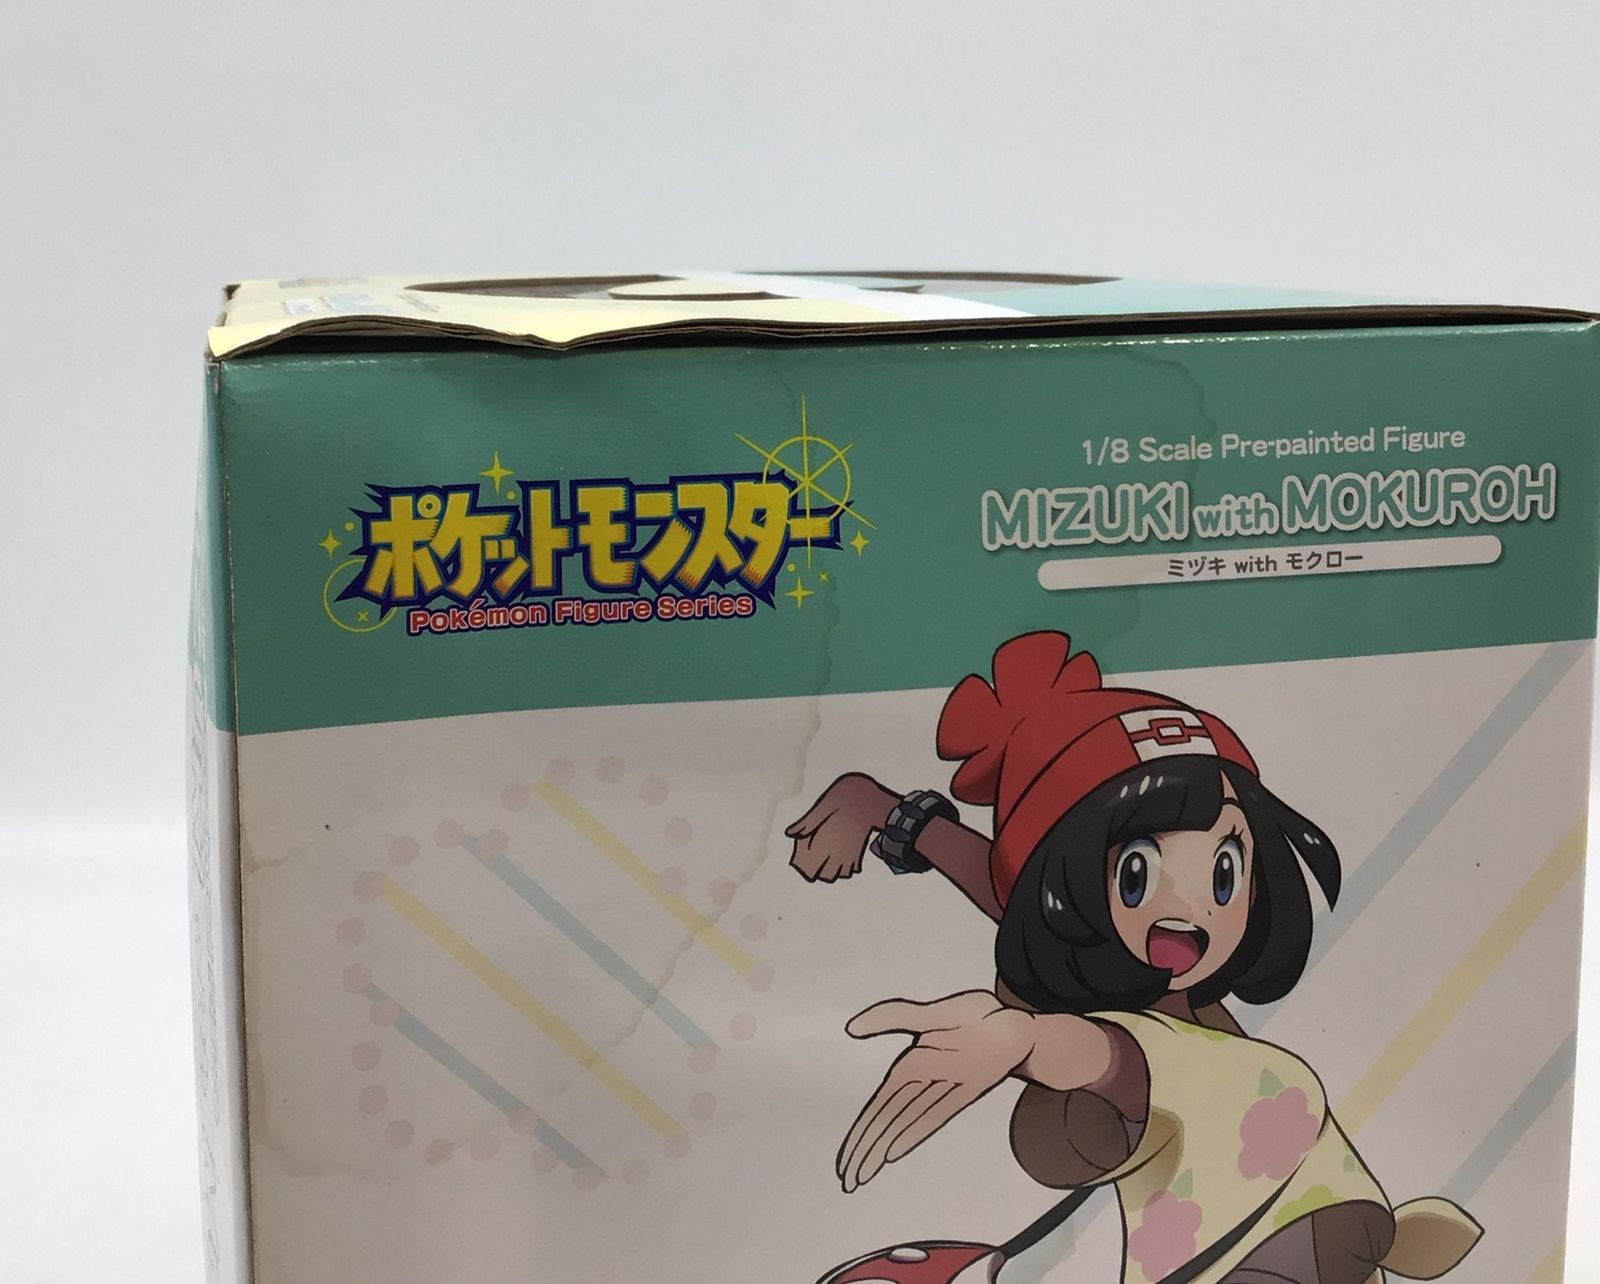 ポケットモンスター
Pokémon Figure Series
1/8 Scale Pre-painted Figure
MIZUKI with MOKUROH
ミヅキ with モクロー